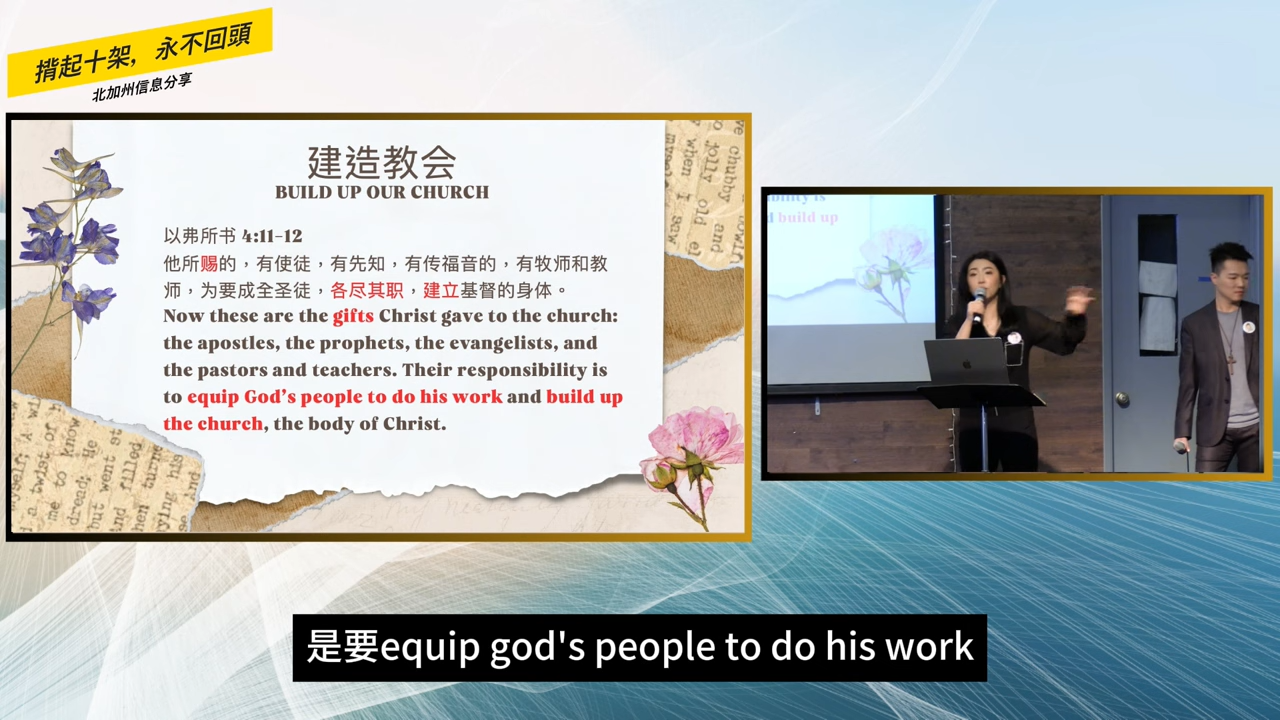 揹起十架，永不回頭
北加州信息分享
建造教会
BUILD UP OUR CHURCH
以弗所书 4:11-12
他所赐的，有使徒，有先知，有传福音的，有牧师和教
师，为要成全圣徒，各尽其职，建立基督的身体。
Now these are the gifts Christ gave to the church:
the apostles, the prophets, the evangelists, and
the pastors and teachers. Their responsibility is
to equip God's people to do his work and build up
the church, the body of Christ.
build up
是要equip god's people to do his work